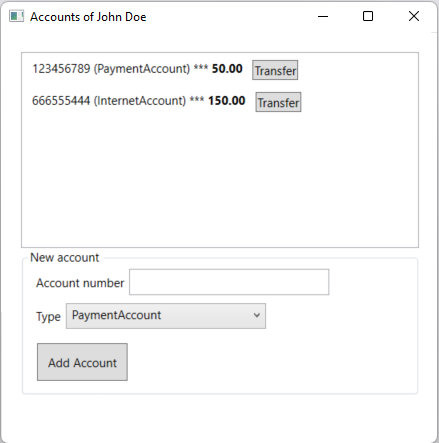 Accounts of John Doe
123456789 (PaymentAccount) *** 50.00 Transfer
666555444 (InternetAccount) *** 150.00 Transfer
New account
Account number
Type PaymentAccount
Add Account